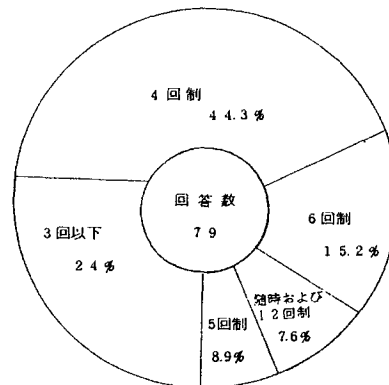 4回制
44.3%
回答数
79
6回制
15.2%
3回以下
24%
随時および
12回制
7.6%
5回制
8.9%